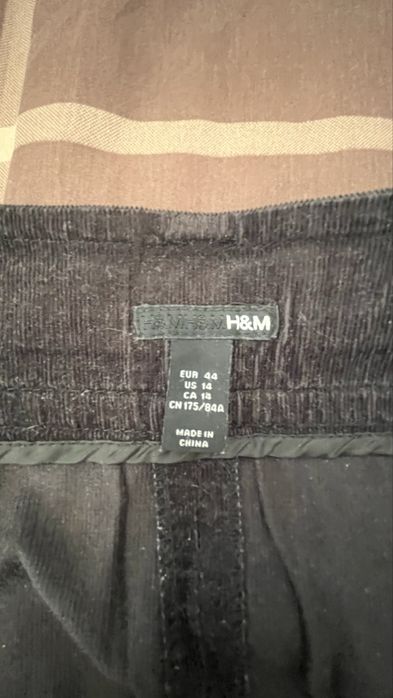 H&M H&M H&M
EUR 44
US 14
CA 14
CN 175/84A
MADE IN
CHINA